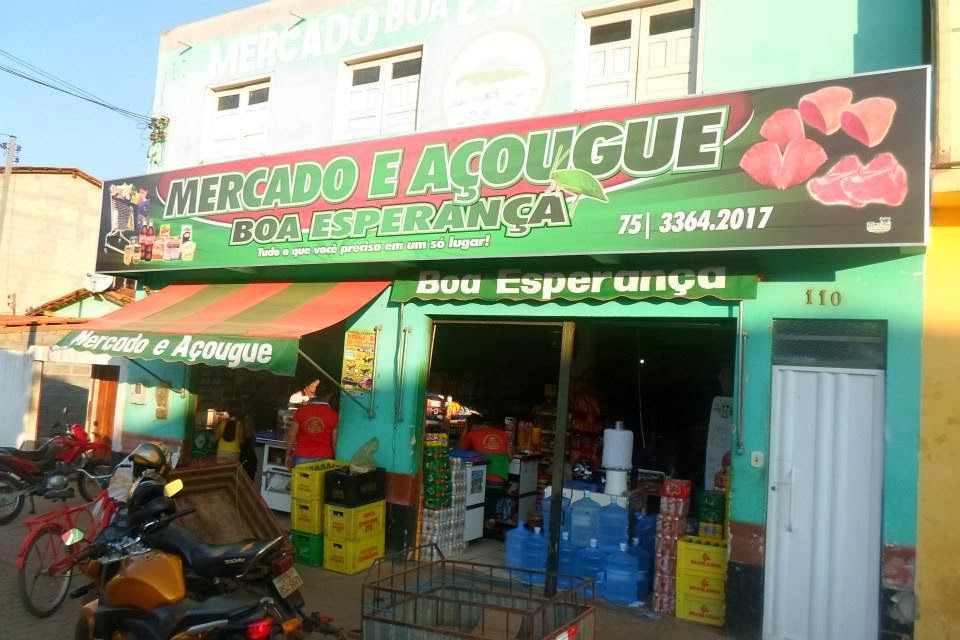 MERCADO BOA E
MERCADO E AÇOUGUE
BOA ESPERANÇA
75| 3364.2017
Tudo o que você precisa em um só lugar!
Boa Esperança
110
Mercado e Açougue